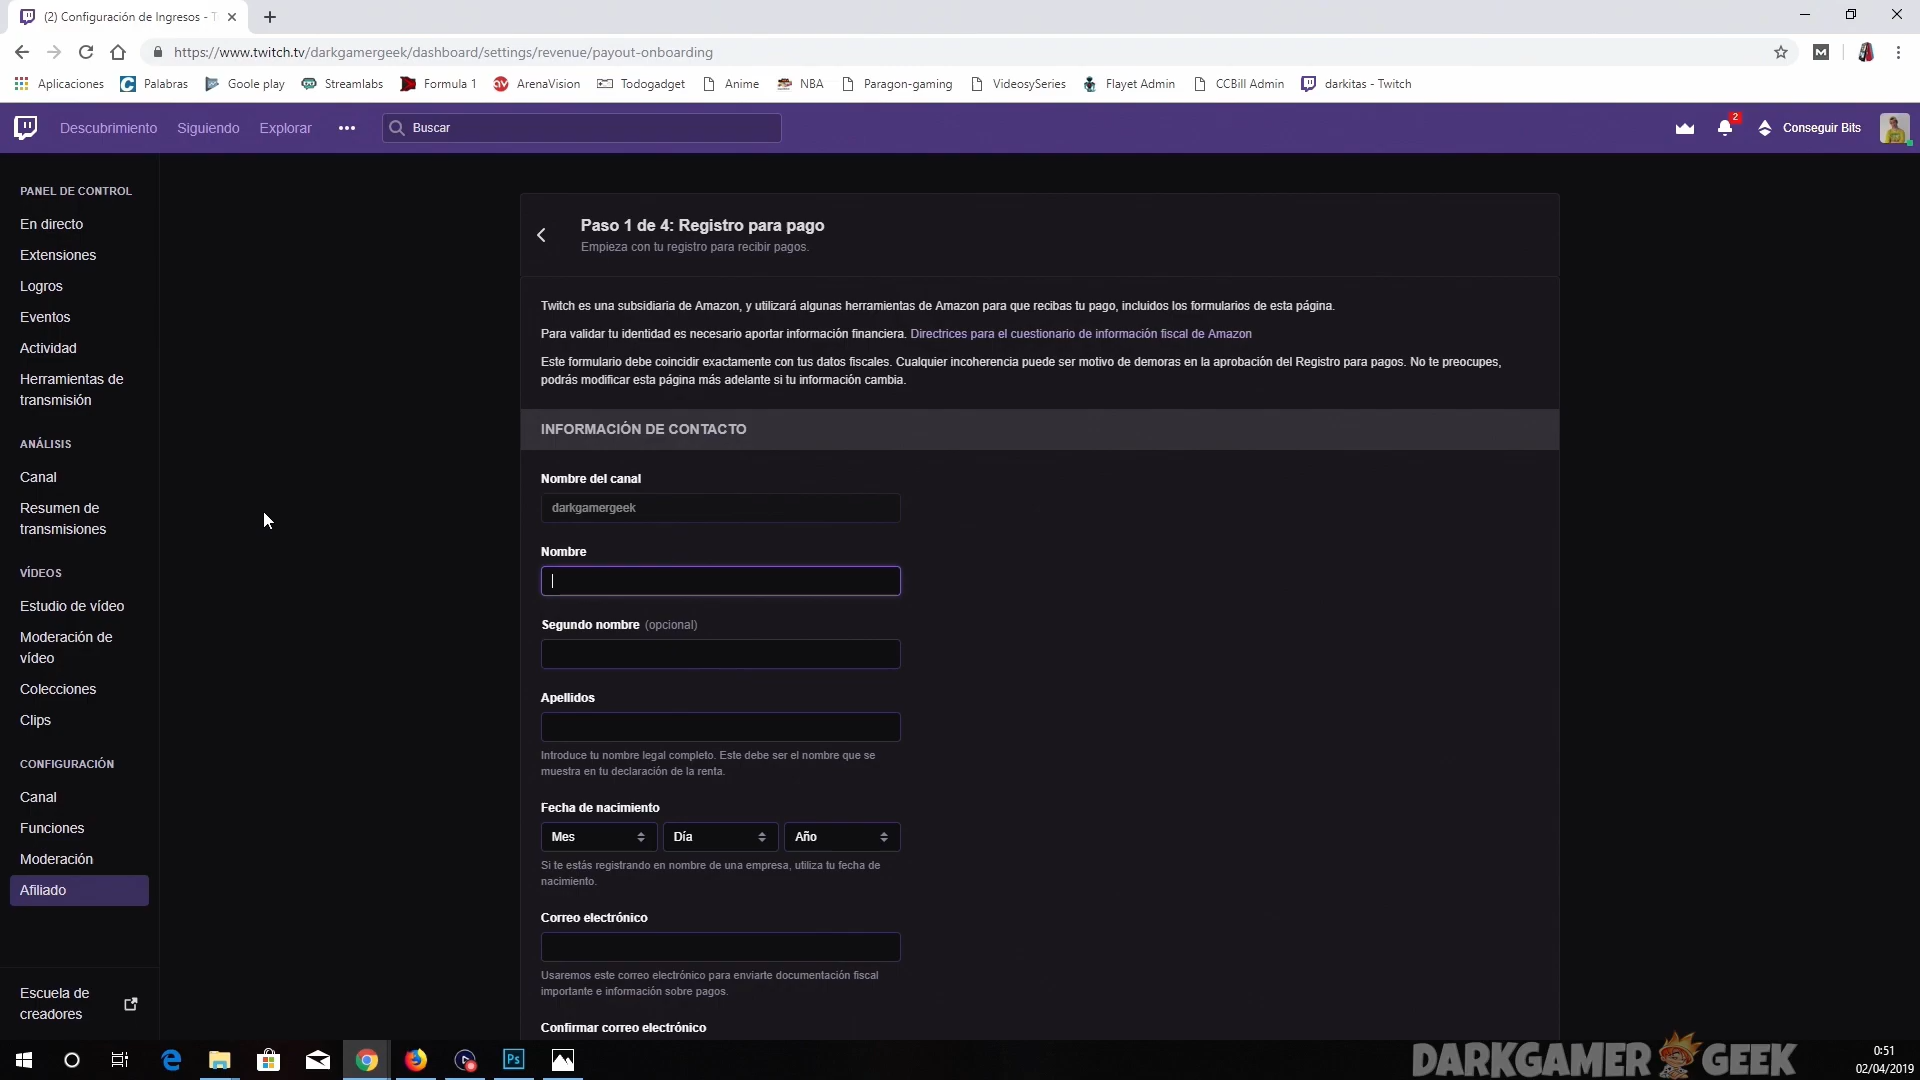 (2) Configuración de Ingresos - T
https://www.twitch.tv/darkgamergeek/dashboard/settings/revenue/payout-onboarding
Aplicaciones
Palabras
Goole play
Streamlabs
Formula 1
ArenaVision
Todogadget
Anime
NBA
Paragon-gaming
VideosySeries
Flayet Admin
CCBill Admin
darkitas - Twitch
Descubrimiento
Siguiendo
Explorar
Buscar
2
Conseguir Bits
PANEL DE CONTROL
En directo
Extensiones
Logros
Eventos
Actividad
Herramientas de
transmisión
ANÁLISIS
Canal
Resumen de
transmisiones
VÍDEOS
Estudio de vídeo
Moderación de
vídeo
Colecciones
Clips
CONFIGURACIÓN
Canal
Funciones
Moderación
Afiliado
Escuela de
creadores
Paso 1 de 4: Registro para pago
Empieza con tu registro para recibir pagos.
Twitch es una subsidiaria de Amazon, y utilizará algunas herramientas de Amazon para que recibas tu pago, incluidos los formularios de esta página.
Para validar tu identidad es necesario aportar información financiera. Directrices para el cuestionario de información fiscal de Amazon
Este formulario debe coincidir exactamente con tus datos fiscales. Cualquier incoherencia puede ser motivo de demoras en la aprobación del Registro para pagos. No te preocupes,
podrás modificar esta página más adelante si tu información cambia.
INFORMACIÓN DE CONTACTO
Nombre del canal
darkgamergeek
Nombre
Segundo nombre (opcional)
Apellidos
Introduce tu nombre legal completo. Este debe ser el nombre que se
muestra en tu declaración de la renta.
Fecha de nacimiento
Mes
Día
Año
Si te estás registrando en nombre de una empresa, utiliza tu fecha de
nacimiento.
Correo electrónico
Usaremos este correo electrónico para enviarte documentación fiscal
importante e información sobre pagos.
Confirmar correo electrónico
Ps
DARKGAMER GEEK
0:51
02/04/2019